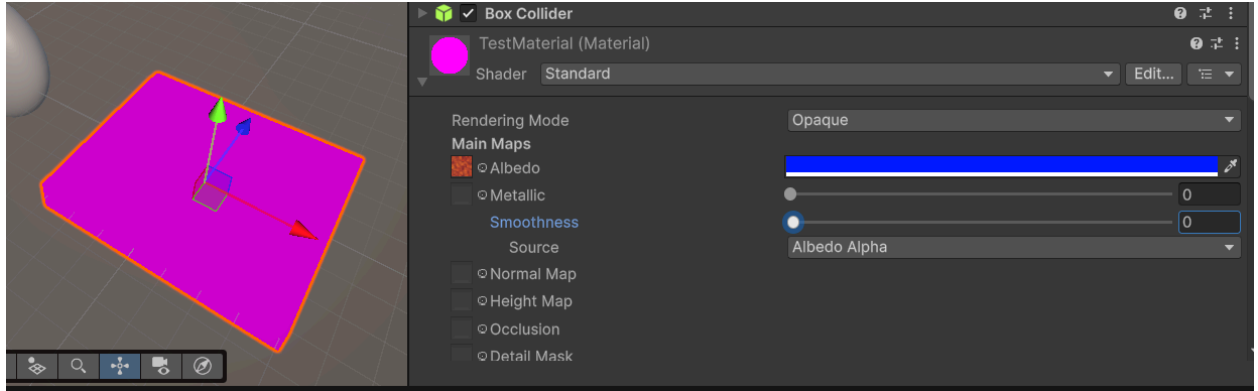 Box Collider
TestMaterial (Material)
Shader Standard Edit...
Rendering Mode Opaque
Main Maps
Albedo
Metallic 0
Smoothness 0
Source Albedo Alpha
Normal Map
Height Map
Occlusion
Detail Mask